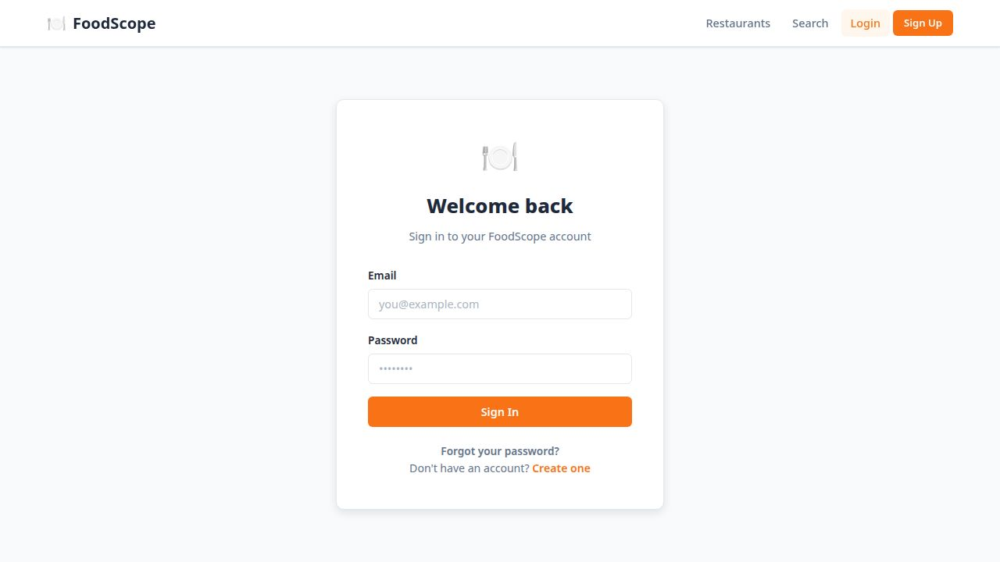 FoodScope
Restaurants
Search
Login
Sign Up
Welcome back
Sign in to your FoodScope account
Email
you@example.com
Password
••••••••
Sign In
Forgot your password?
Don't have an account? Create one